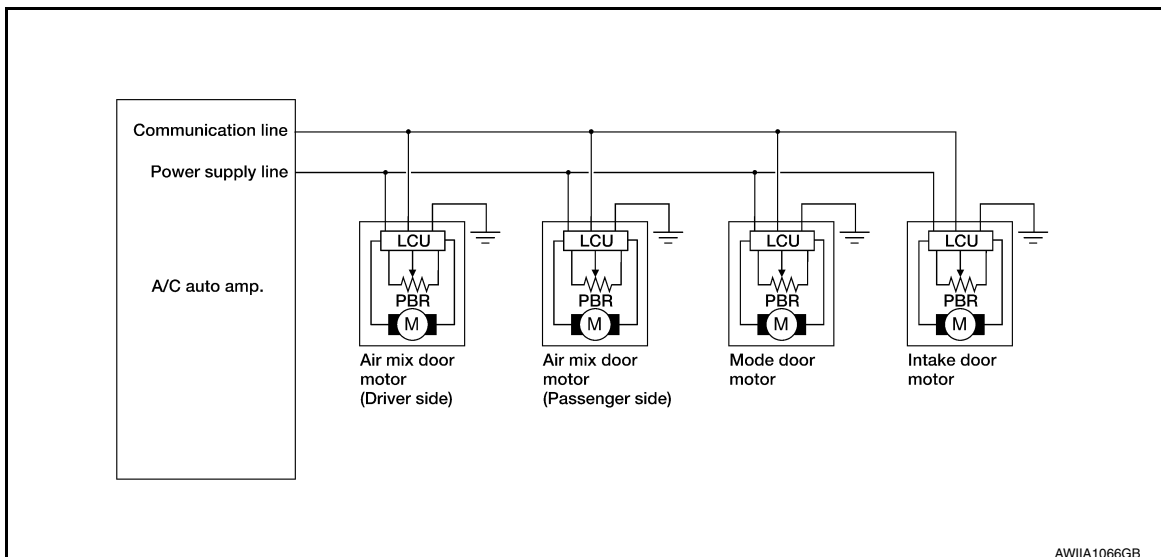 Communication line
Power supply line
A/C auto amp.
LCU
PBR
M
Air mix door
motor
(Driver side)
LCU
PBR
M
Air mix door
motor
(Passenger side)
LCU
PBR
M
Mode door
motor
LCU
PBR
M
Intake door
motor
AWIIA1066GB